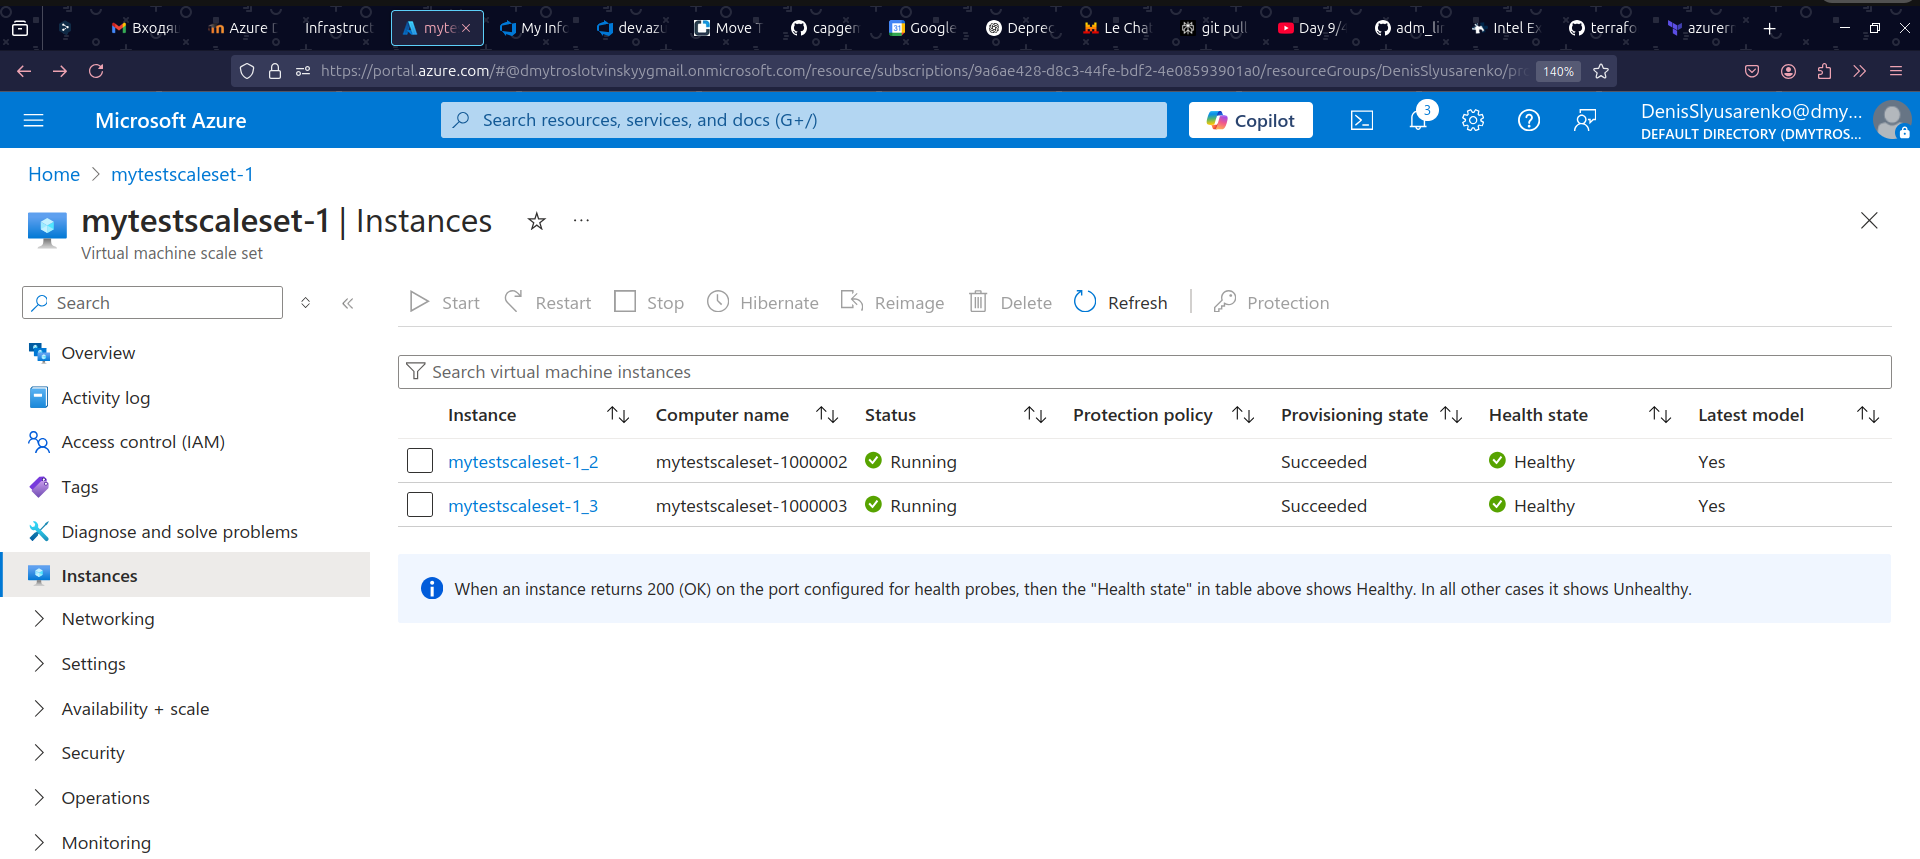 Входя
Azure D
Infrastruct
myte
My Info
dev.azu
Move T
capgem
Google
Deprec
Le Cha
git pull
Day 9/
adm_lin
Intel Ex
terrafo
azurerm
https://portal.azure.com/#@dmytroslotvinskyygmail.onmicrosoft.com/resource/subscriptions/9a6ae428-d8c3-44fe-bdf2-4e08593901a0/resourceGroups/DenisSlyusarenko/pr
140%
Microsoft Azure
Search resources, services, and docs (G+/)
Copilot
3
DenisSlyusarenko@dmy...
DEFAULT DIRECTORY (DMYTROS...
Home > mytestscaleset-1
mytestscaleset-1 | Instances
Virtual machine scale set
Search
Start Restart Stop Hibernate Reimage Delete Refresh Protection
Overview
Activity log
Access control (IAM)
Tags
Diagnose and solve problems
Instances
Networking
Settings
Availability + scale
Security
Operations
Monitoring
Search virtual machine instances
Instance Computer name Status Protection policy Provisioning state Health state Latest model
mytestscaleset-1_2 mytestscaleset-1000002 Running Succeeded Healthy Yes
mytestscaleset-1_3 mytestscaleset-1000003 Running Succeeded Healthy Yes
When an instance returns 200 (OK) on the port configured for health probes, then the "Health state" in table above shows Healthy. In all other cases it shows Unhealthy.